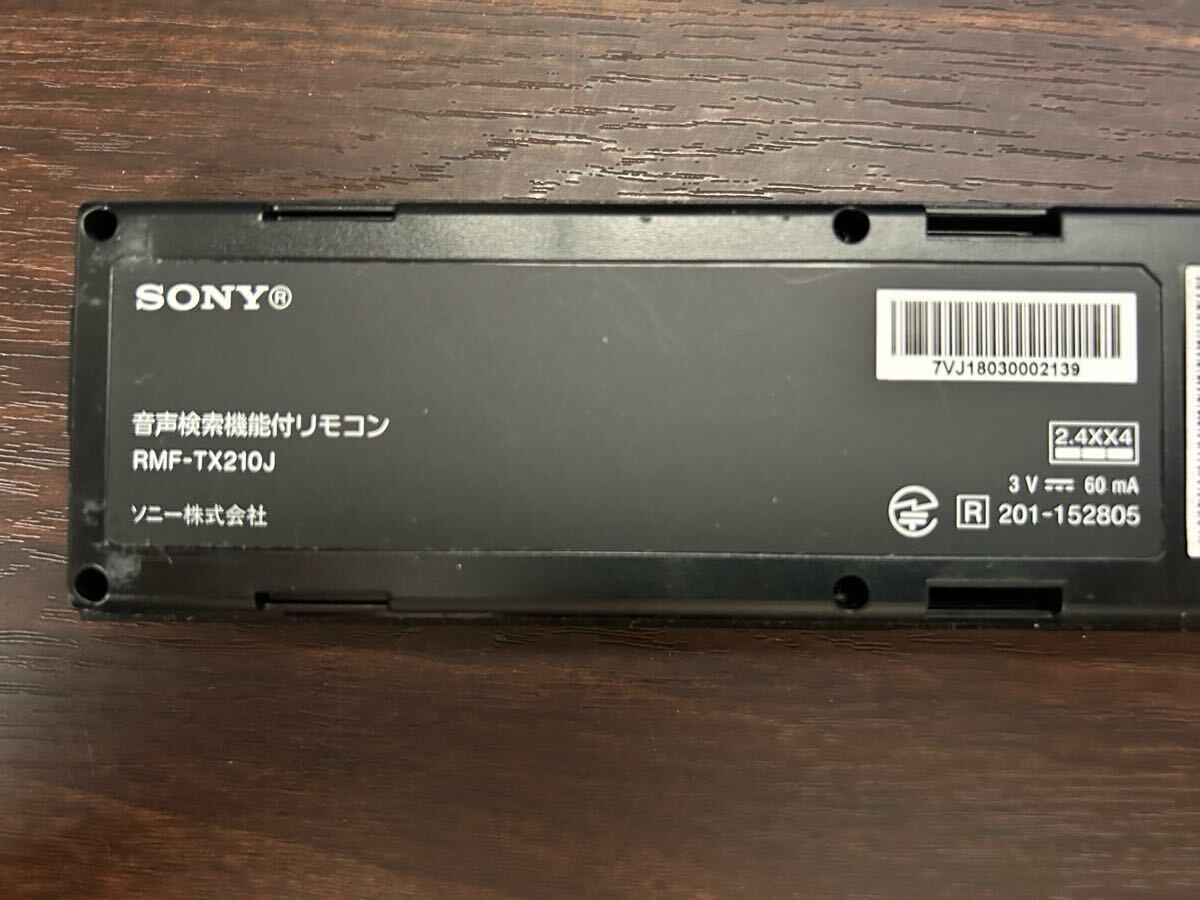 SONY®
7VJ18030002139
音声検索機能付リモコン
RMF-TX210J
2.4XX4
3 V ⎓ 60 mA
ソニー株式会社
R 201-152805